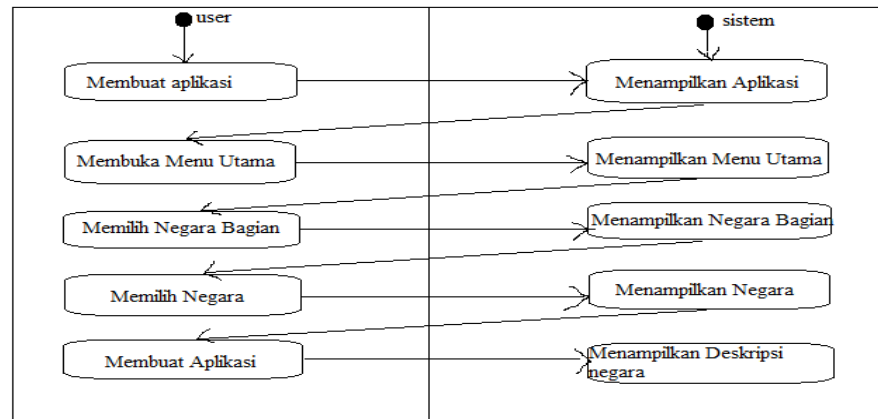 user
sistem
Membuat aplikasi
Menampilkan Aplikasi
Membuka Menu Utama
Menampilkan Menu Utama
Memilih Negara Bagian
Menampilkan Negara Bagian
Memilih Negara
Menampilkan Negara
Membuat Aplikasi
Menampilkan Deskripsi
negara